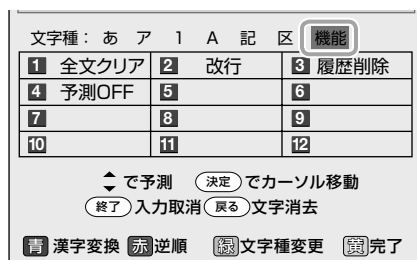 文字種： あ ア 1 A 記 区 機能
1 全文クリア 2 改行 3 履歴削除
4 予測OFF 5 6
7 8 9
10 11 12
で予測 決定 でカーソル移動
終了 入力取消 戻る 文字消去
青 漢字変換 赤 逆順 緑 文字種変更 黄 完了